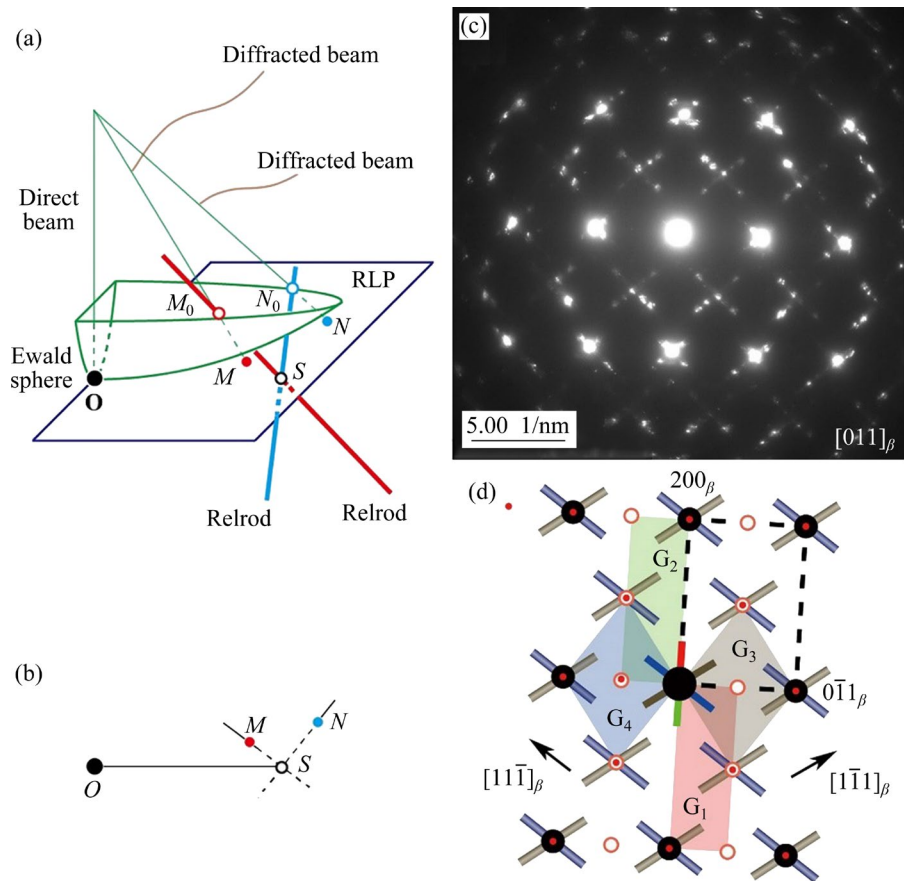 (a)
Diffracted beam
Diffracted beam
Direct
beam
RLP
M₀
N₀
N
Ewald
sphere
M
S
O
Relrod
Relrod
(b)
M
N
O
S
(c)
5.00 1/nm
[011]β
(d)
200β
G₂
G₃
01̄1β
G₄
[111̄]β
[11̄1]β
G₁